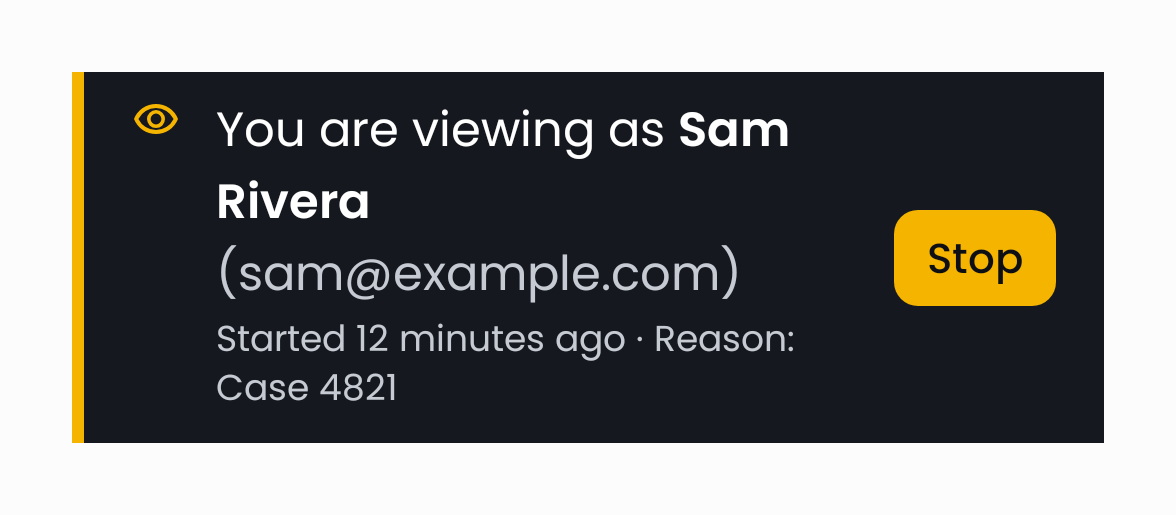 You are viewing as Sam
Rivera
(sam@example.com)
Started 12 minutes ago · Reason:
Case 4821
Stop